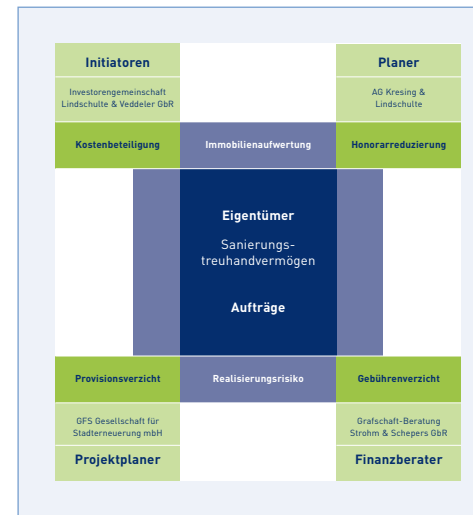 Initiatoren
Planer
Investorengemeinschaft
Lindschulte & Veddeler GbR
AG Kresing &
Lindschulte
Kostenbeteiligung
Immobilienaufwertung
Honorarreduzierung
Eigentümer
Sanierungs-
treuhandvermögen
Aufträge
Provisionsverzicht
Realisierungsrisiko
Gebührenverzicht
GFS Gesellschaft für
Stadterneuerung mbH
Grafschaft-Beratung
Strohm & Schepers GbR
Projektplaner
Finanzberater